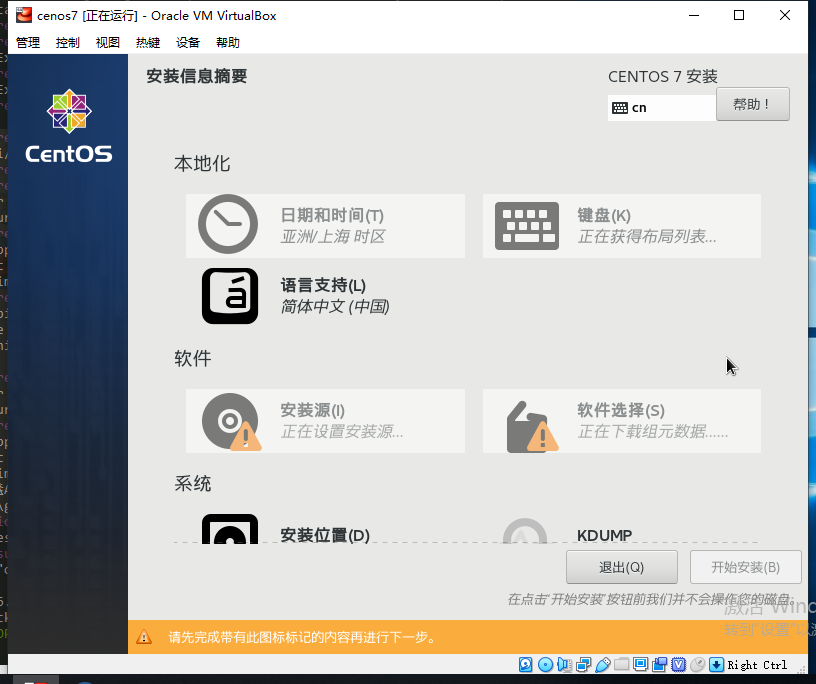 cenos7 [正在运行] - Oracle VM VirtualBox
管理 控制 视图 热键 设备 帮助
安装信息摘要
CENTOS 7 安装
cn
帮助！
CentOS
本地化
日期和时间(T)
亚洲/上海 时区
键盘(K)
正在获得布局列表...
语言支持(L)
简体中文 (中国)
软件
安装源(I)
正在设置安装源...
软件选择(S)
正在下载组元数据......
系统
安装位置(D)
KDUMP
退出(Q)
开始安装(B)
在点击"开始安装"按钮前我们并不会操作您的磁盘。
激活 Wind
转到"设置"以激
请先完成带有此图标标记的内容再进行下一步。
Right Ctrl